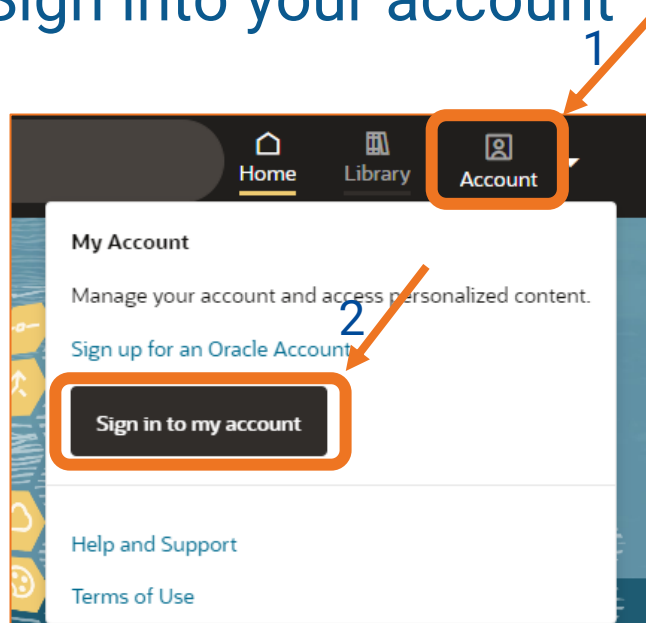 Sign into your account
1
Home
Library
Account
My Account
Manage your account and access personalized content.
2
Sign up for an Oracle Account
Sign in to my account
Help and Support
Terms of Use